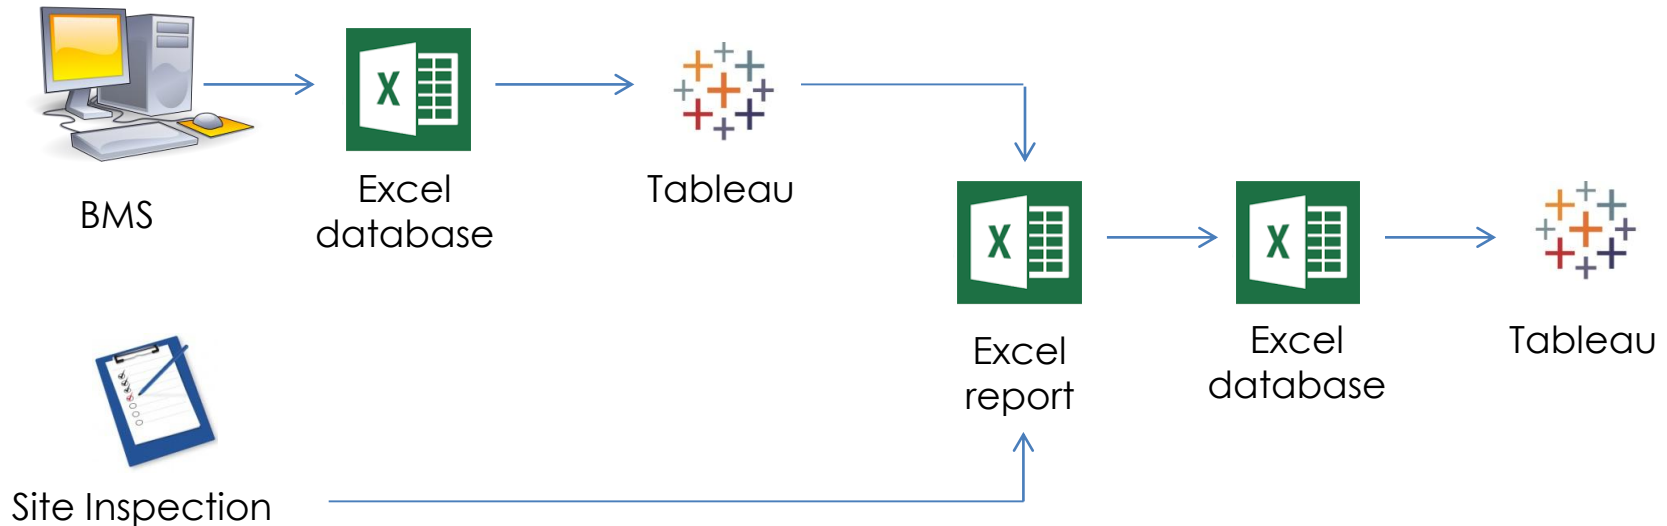 BMS
Excel
database
Tableau
Excel
report
Excel
database
Tableau
Site Inspection